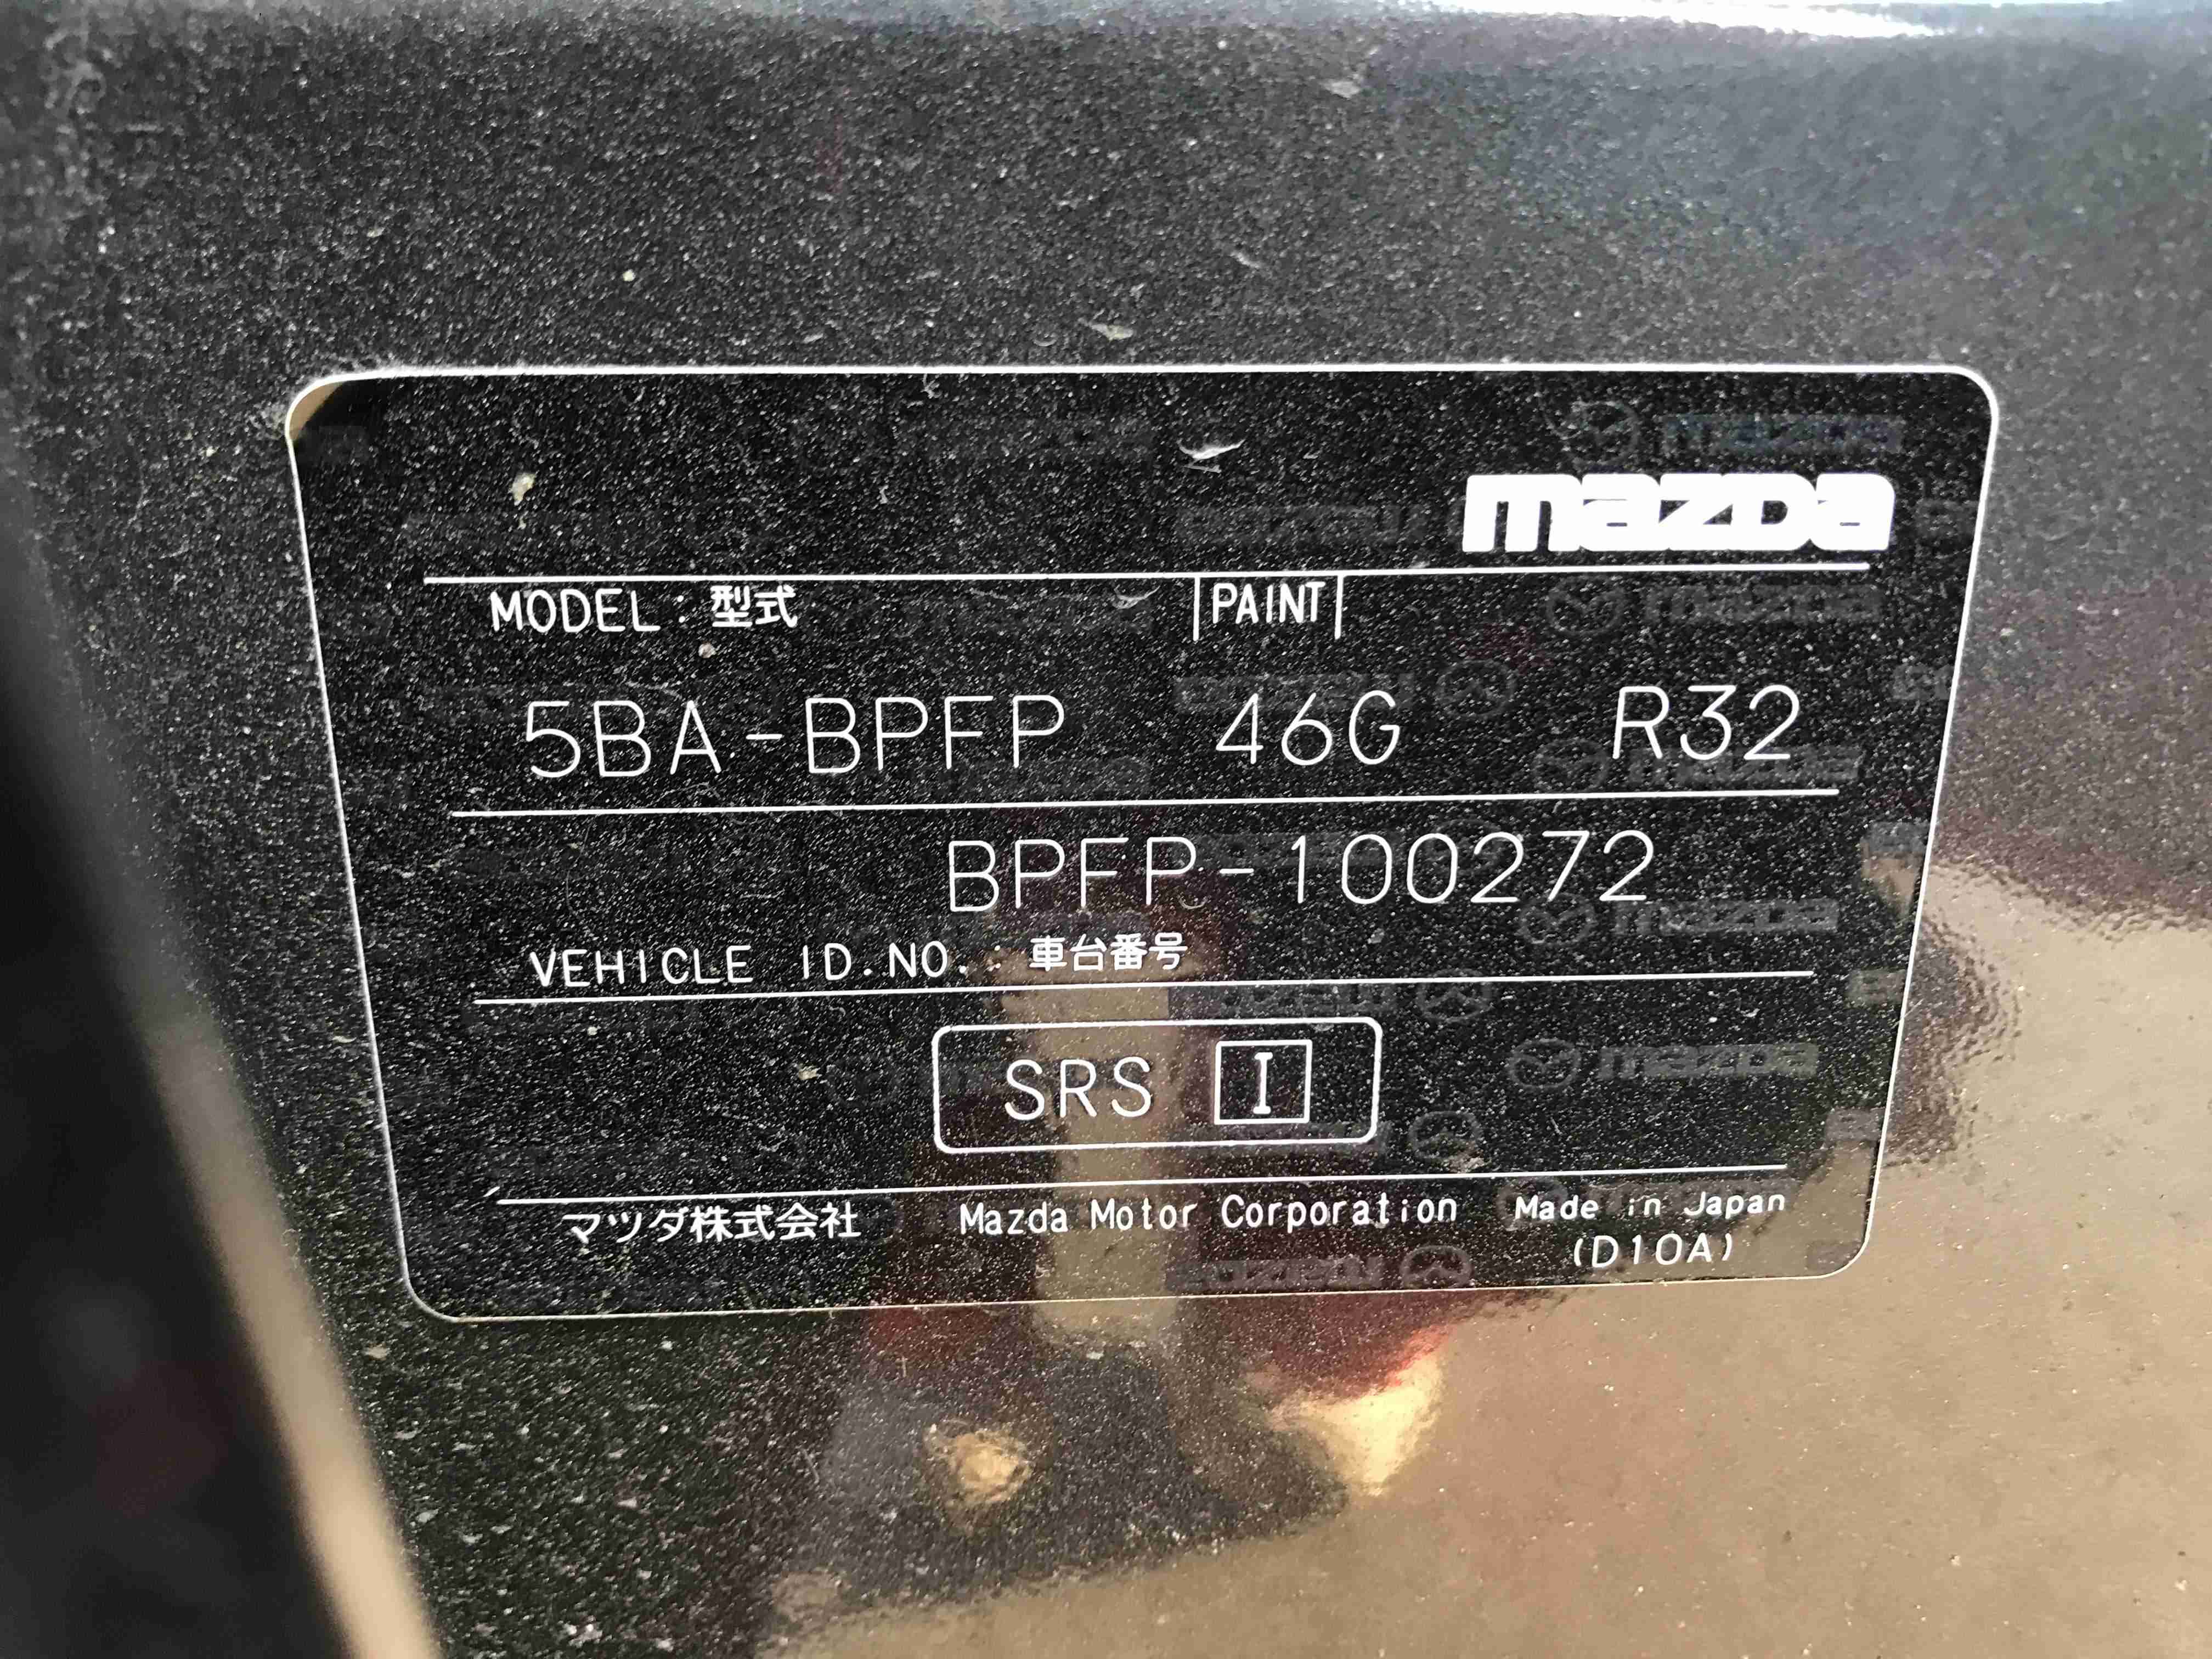 mazda
MODEL : 型式 PAINT
5BA-BPFP 46G R32
BPFP-100272
VEHICLE ID.NO. : 車台番号
SRS I
マツダ株式会社 Mazda Motor Corporation Made in Japan
(D10A)